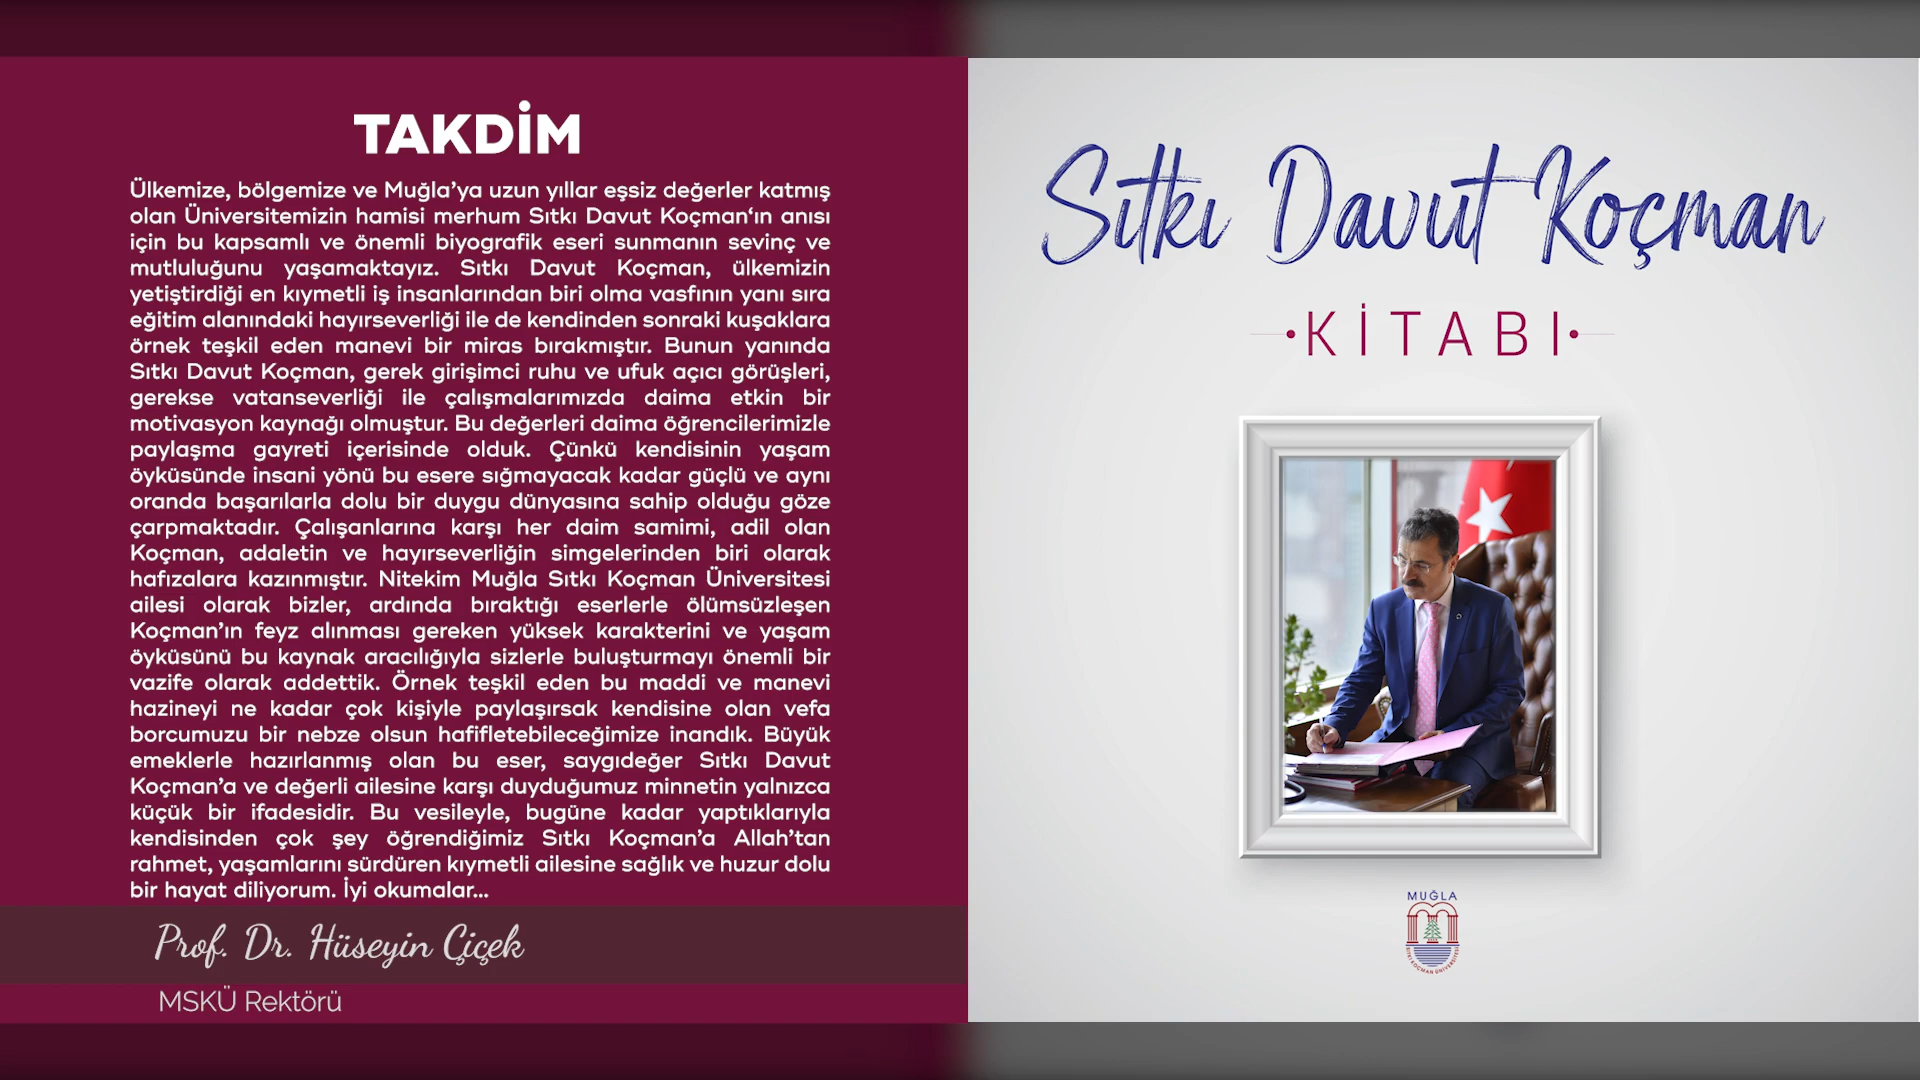 TAKDİM
Ülkemize, bölgemize ve Muğla’ya uzun yıllar eşsiz değerler katmış
olan Üniversitemizin hamisi merhum Sıtkı Davut Koçman‘ın anısı
için bu kapsamlı ve önemli biyografik eseri sunmanın sevinç ve
mutluluğunu yaşamaktayız. Sıtkı Davut Koçman, ülkemizin
yetiştirdiği en kıymetli iş insanlarından biri olma vasfının yanı sıra
eğitim alanındaki hayırseverliği ile de kendinden sonraki kuşaklara
örnek teşkil eden manevi bir miras bırakmıştır. Bunun yanında
Sıtkı Davut Koçman, gerek girişimci ruhu ve ufuk açıcı görüşleri,
gerekse vatanseverliği ile çalışmalarımızda daima etkin bir
motivasyon kaynağı olmuştur. Bu değerleri daima öğrencilerimizle
paylaşma gayreti içerisinde olduk. Çünkü kendisinin yaşam
öyküsünde insani yönü bu esere sığmayacak kadar güçlü ve aynı
oranda başarılarla dolu bir duygu dünyasına sahip olduğu göze
çarpmaktadır. Çalışanlarına karşı her daim samimi, adil olan
Koçman, adaletin ve hayırseverliğin simgelerinden biri olarak
hafızalara kazınmıştır. Nitekim Muğla Sıtkı Koçman Üniversitesi
ailesi olarak bizler, ardında bıraktığı eserlerle ölümsüzleşen
Koçman’ın feyz alınması gereken yüksek karakterini ve yaşam
öyküsünü bu kaynak aracılığıyla sizlerle buluşturmayı önemli bir
vazife olarak addettik. Örnek teşkil eden bu maddi ve manevi
hazineyi ne kadar çok kişiyle paylaşırsak kendisine olan vefa
borcumuzu bir nebze olsun hafifletebileceğimize inandık. Büyük
emeklerle hazırlanmış olan bu eser, saygıdeğer Sıtkı Davut
Koçman’a ve değerli ailesine karşı duyduğumuz minnetin yalnızca
küçük bir ifadesidir. Bu vesileyle, bugüne kadar yaptıklarıyla
kendisinden çok şey öğrendiğimiz Sıtkı Koçman’a Allah’tan
rahmet, yaşamlarını sürdüren kıymetli ailesine sağlık ve huzur dolu
bir hayat diliyorum. İyi okumalar...
Prof. Dr. Hüseyin Çiçek
MSKÜ Rektörü
Sıtkı Davut Koçman
KİTABI
MUĞLA
SITKI KOÇMAN ÜNİVERSİTESİ